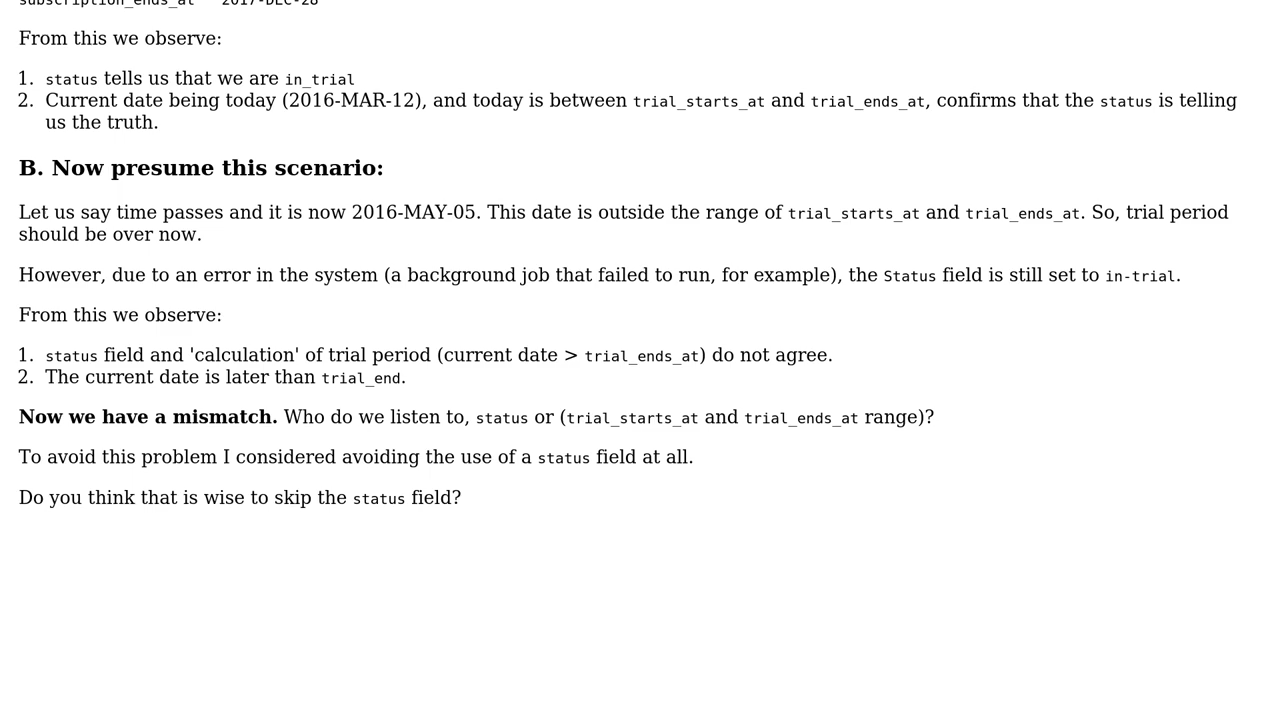 subscription_ends_at   2017-DEC-28
From this we observe:
1. status tells us that we are in_trial
2. Current date being today (2016-MAR-12), and today is between trial_starts_at and trial_ends_at, confirms that the status is telling
us the truth.
B. Now presume this scenario:
Let us say time passes and it is now 2016-MAY-05. This date is outside the range of trial_starts_at and trial_ends_at. So, trial period
should be over now.
However, due to an error in the system (a background job that failed to run, for example), the Status field is still set to in-trial.
From this we observe:
1. status field and 'calculation' of trial period (current date > trial_ends_at) do not agree.
2. The current date is later than trial_end.
Now we have a mismatch. Who do we listen to, status or (trial_starts_at and trial_ends_at range)?
To avoid this problem I considered avoiding the use of a status field at all.
Do you think that is wise to skip the status field?